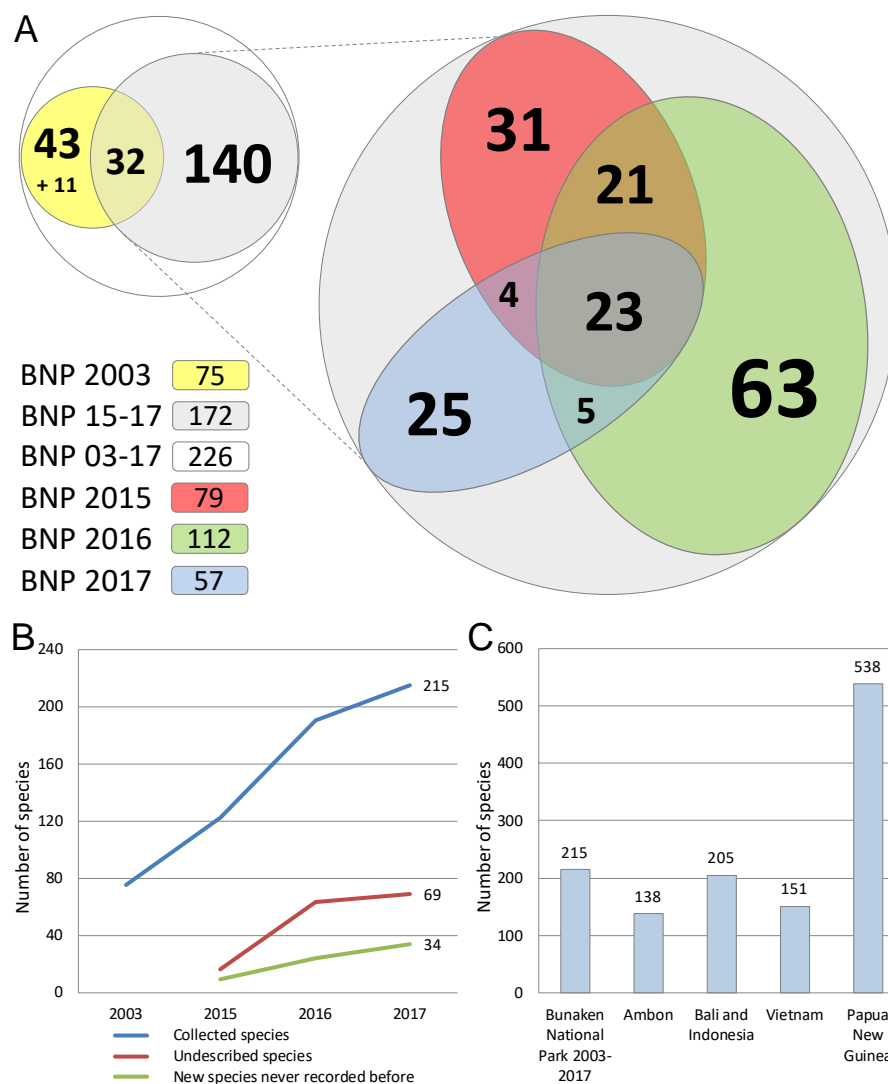 A
43
+ 11
32
140
31
21
4
23
25
5
63
BNP 2003 75
BNP 15-17 172
BNP 03-17 226
BNP 2015 79
BNP 2016 112
BNP 2017 57
B
Number of species
240
200
160
120
80
40
0
215
69
34
2003 2015 2016 2017
Collected species
Undescribed species
New species never recorded before
C
Number of species
600
500
400
300
200
100
0
215
138
205
151
538
Bunaken
National
Park 2003-
2017
Ambon
Bali and
Indonesia
Vietnam
Papua
New
Guinea